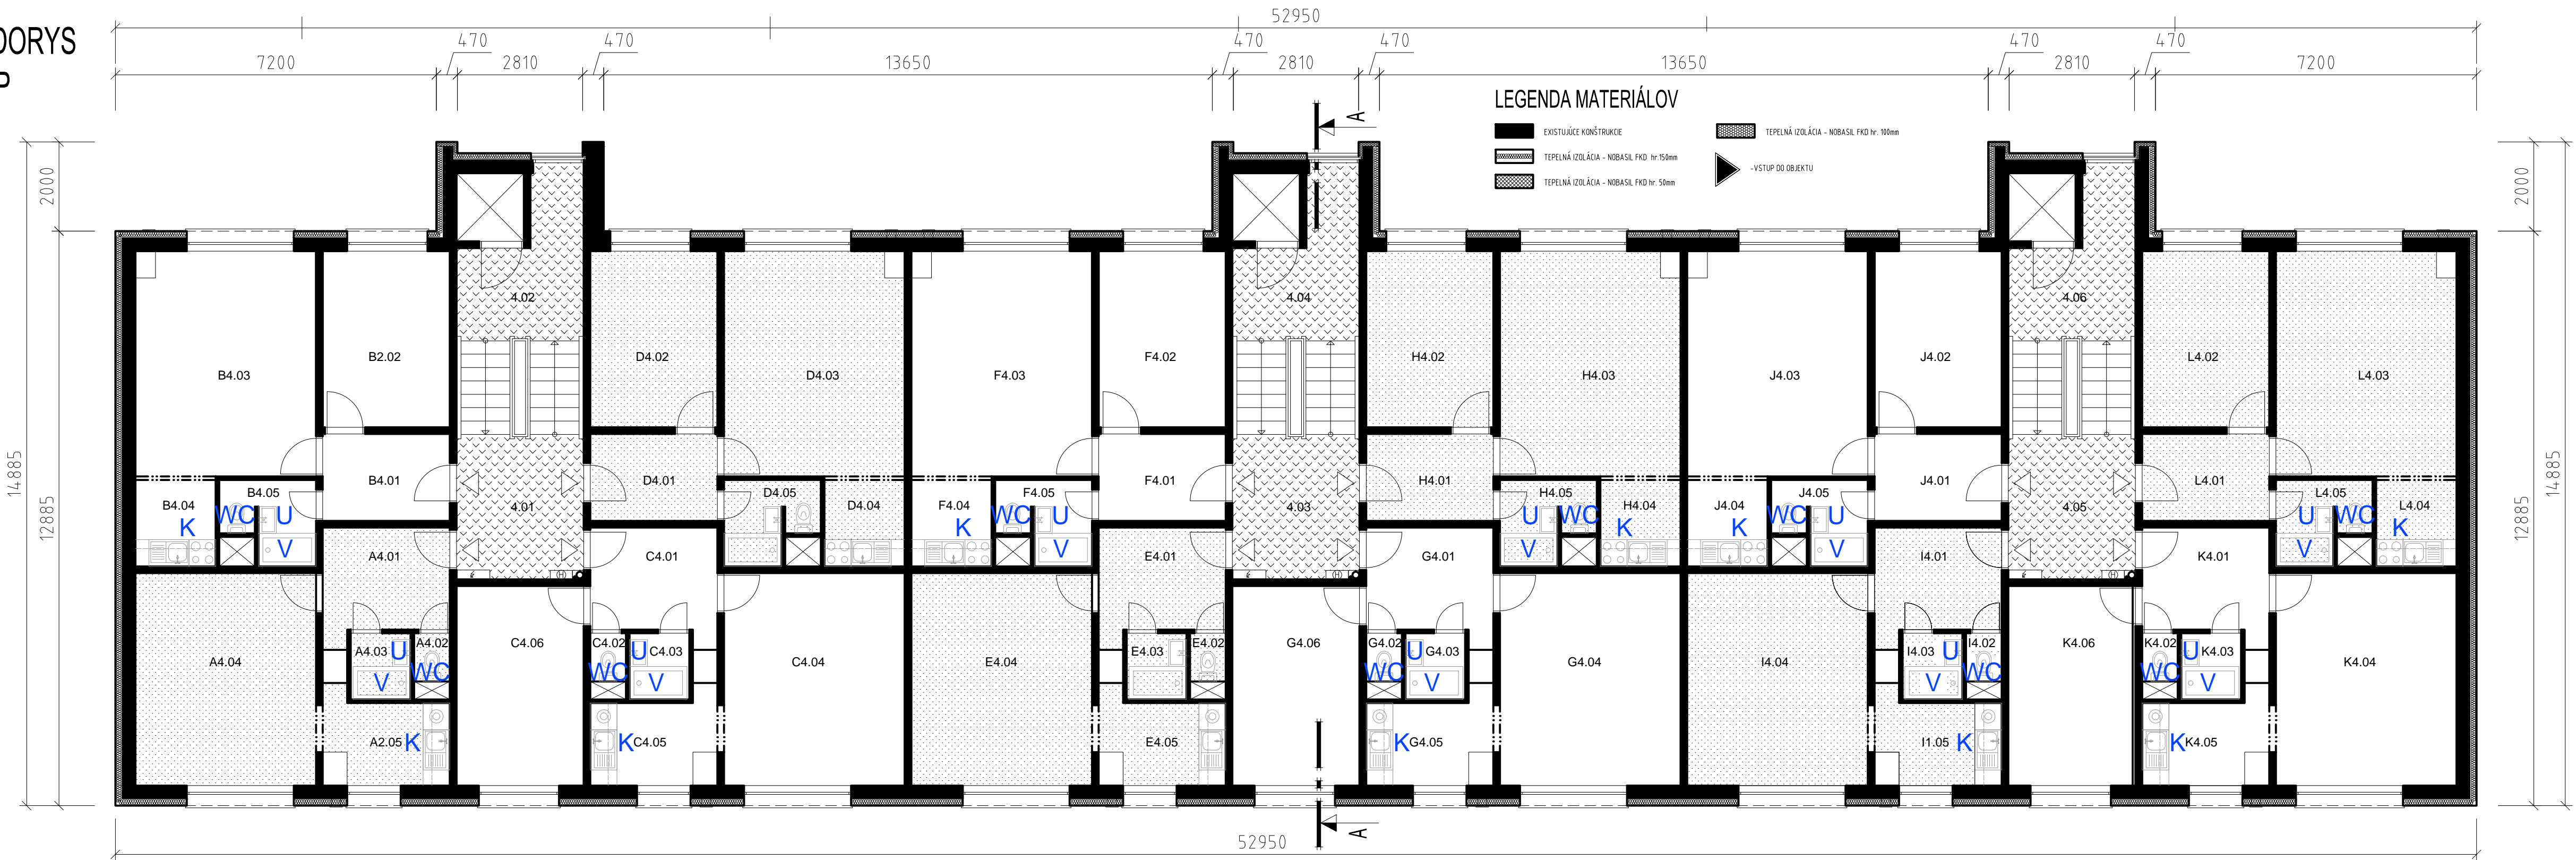 DORYS
P
52950
470 470 470 470 470 470
7200 2810 13650 2810 13650 2810 7200
LEGENDA MATERIÁLOV
EXISTUJÚCE KONŠTRUKCIE
TEPELNÁ IZOLÁCIA - NOBASIL FKD hr.150mm
TEPELNÁ IZOLÁCIA - NOBASIL FKD hr. 50mm
TEPELNÁ IZOLÁCIA - NOBASIL FKD hr. 100mm
-VSTUP DO OBJEKTU
A
2000 2000
14885 12885 12885 14885
4.02 4.04 4.06
B4.03 B2.02 D4.02 D4.03 F4.03 F4.02 H4.02 H4.03 J4.03 J4.02 L4.02 L4.03
B4.01 D4.01 F4.01 H4.01 J4.01 L4.01
B4.04 B4.05 4.01 D4.05 D4.04 F4.04 F4.05 4.03 H4.05 H4.04 J4.04 J4.05 4.05 L4.05 L4.04
K WC U K WC U U WC K K WC U U WC K
V V V V V
A4.01 C4.01 E4.01 G4.01 I4.01 K4.01
A4.04 A4.03 A4.02 C4.06 C4.02 C4.03 C4.04 E4.04 E4.03 E4.02 G4.06 G4.02 G4.03 G4.04 I4.04 I4.03 I4.02 K4.06 K4.02 K4.03 K4.04
U WC WC U WC U U WC WC U
V V V V V
A2.05 K K C4.05 E4.05 K G4.05 I1.05 K K K4.05
A
52950